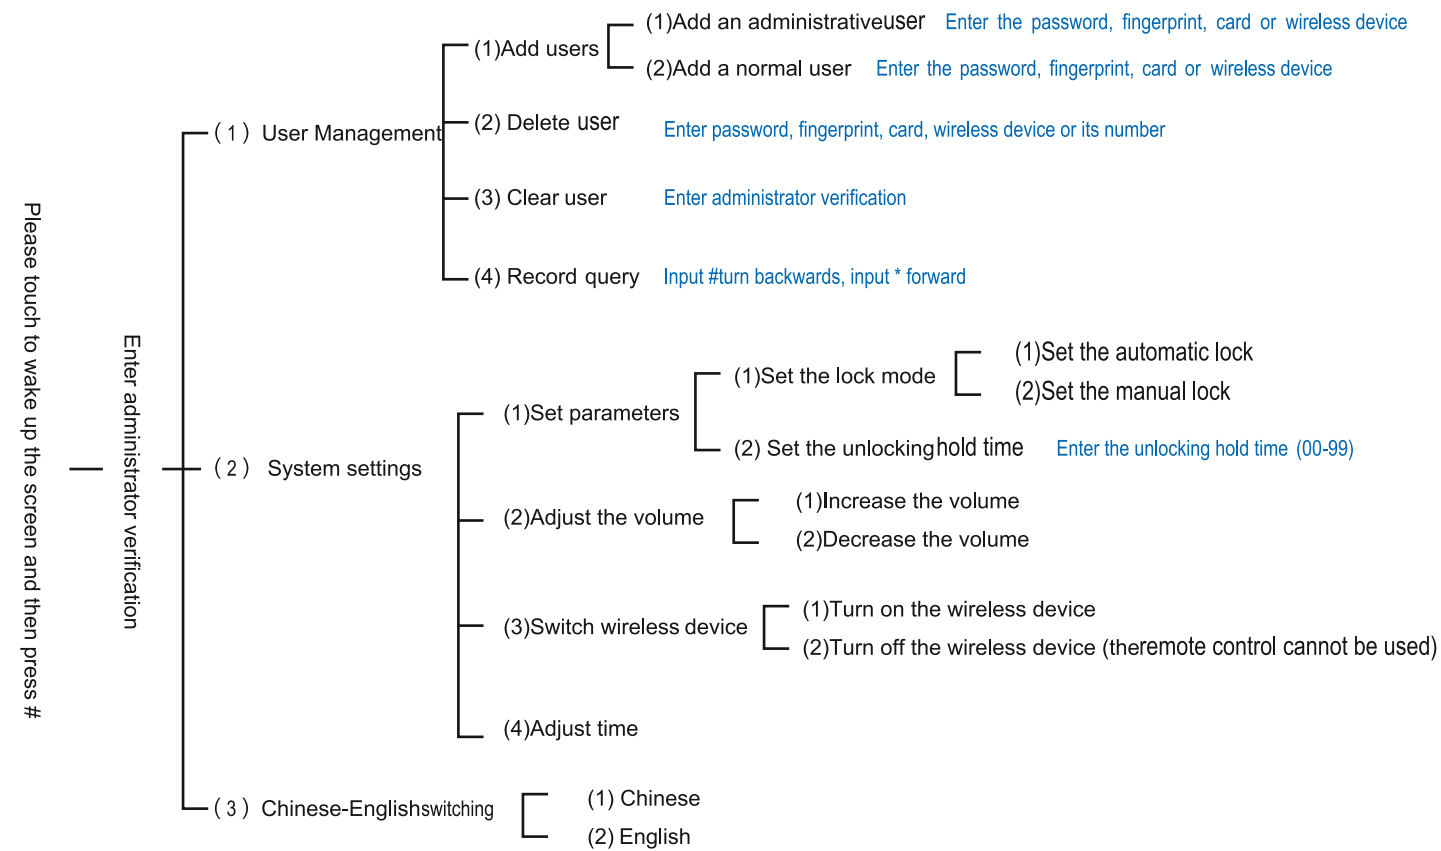 Please touch to wake up the screen and then press #
Enter administrator verification
(1) User Management
(1)Add users
(1)Add an administrativeuser Enter the password, fingerprint, card or wireless device
(2)Add a normal user Enter the password, fingerprint, card or wireless device
(2) Delete user Enter password, fingerprint, card, wireless device or its number
(3) Clear user Enter administrator verification
(4) Record query Input #turn backwards, input * forward
(2) System settings
(1)Set parameters
(1)Set the lock mode
(1)Set the automatic lock
(2)Set the manual lock
(2) Set the unlockinghold time Enter the unlocking hold time (00-99)
(2)Adjust the volume
(1)Increase the volume
(2)Decrease the volume
(3)Switch wireless device
(1)Turn on the wireless device
(2)Turn off the wireless device (theremote control cannot be used)
(4)Adjust time
(3) Chinese-Englishswitching
(1) Chinese
(2) English